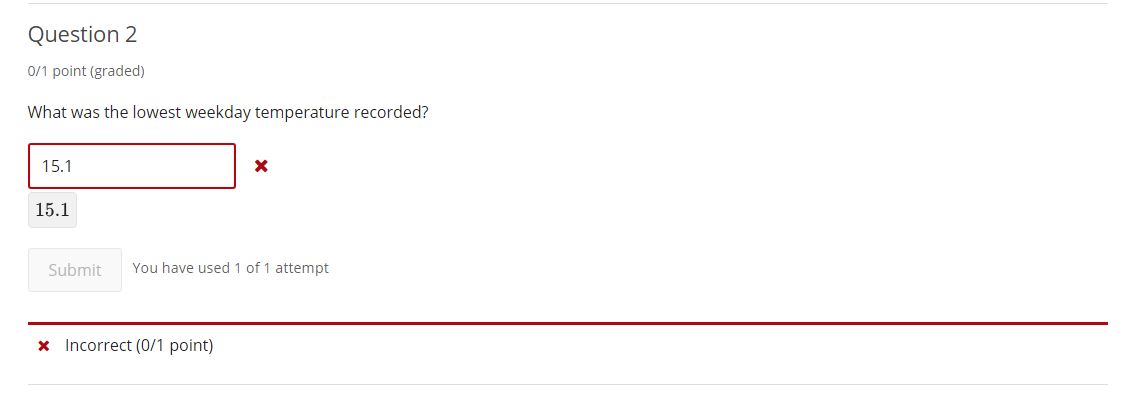 Question 2
0/1 point (graded)
What was the lowest weekday temperature recorded?
15.1
15.1
Submit You have used 1 of 1 attempt
Incorrect (0/1 point)